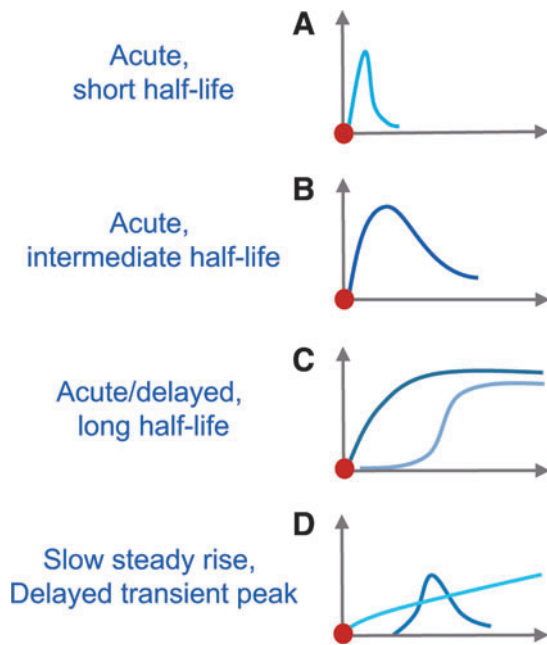 A
Acute,
short half-life
B
Acute,
intermediate half-life
C
Acute/delayed,
long half-life
D
Slow steady rise,
Delayed transient peak